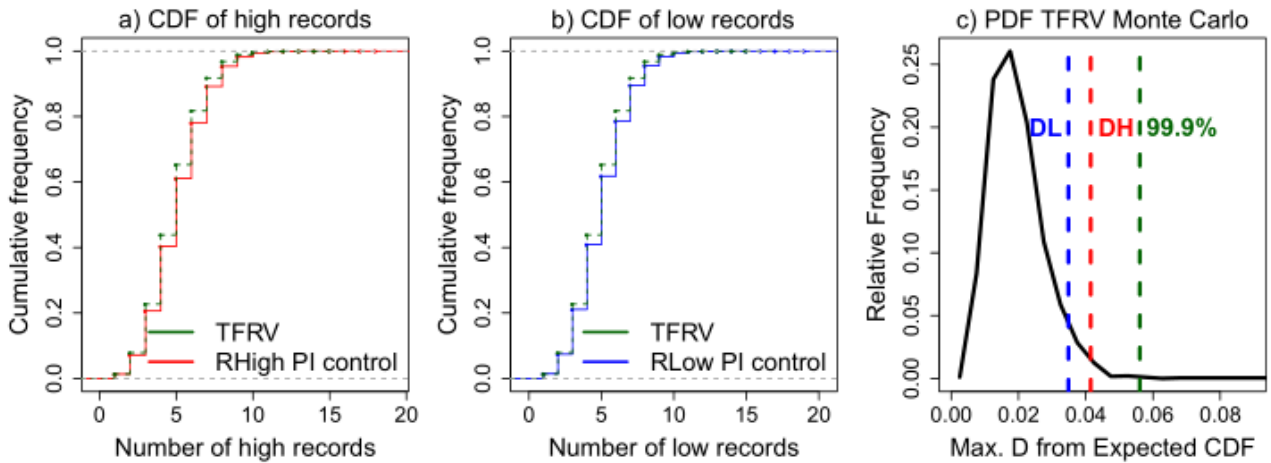 a) CDF of high records
Cumulative frequency
0.0 0.2 0.4 0.6 0.8 1.0
TFRV
RHigh PI control
0 5 10 15 20
Number of high records
b) CDF of low records
Cumulative frequency
0.0 0.2 0.4 0.6 0.8 1.0
TFRV
RLow PI control
0 5 10 15 20
Number of low records
c) PDF TFRV Monte Carlo
Relative Frequency
0.00 0.05 0.10 0.15 0.20 0.25
DL DH 99.9%
0.00 0.02 0.04 0.06 0.08
Max. D from Expected CDF